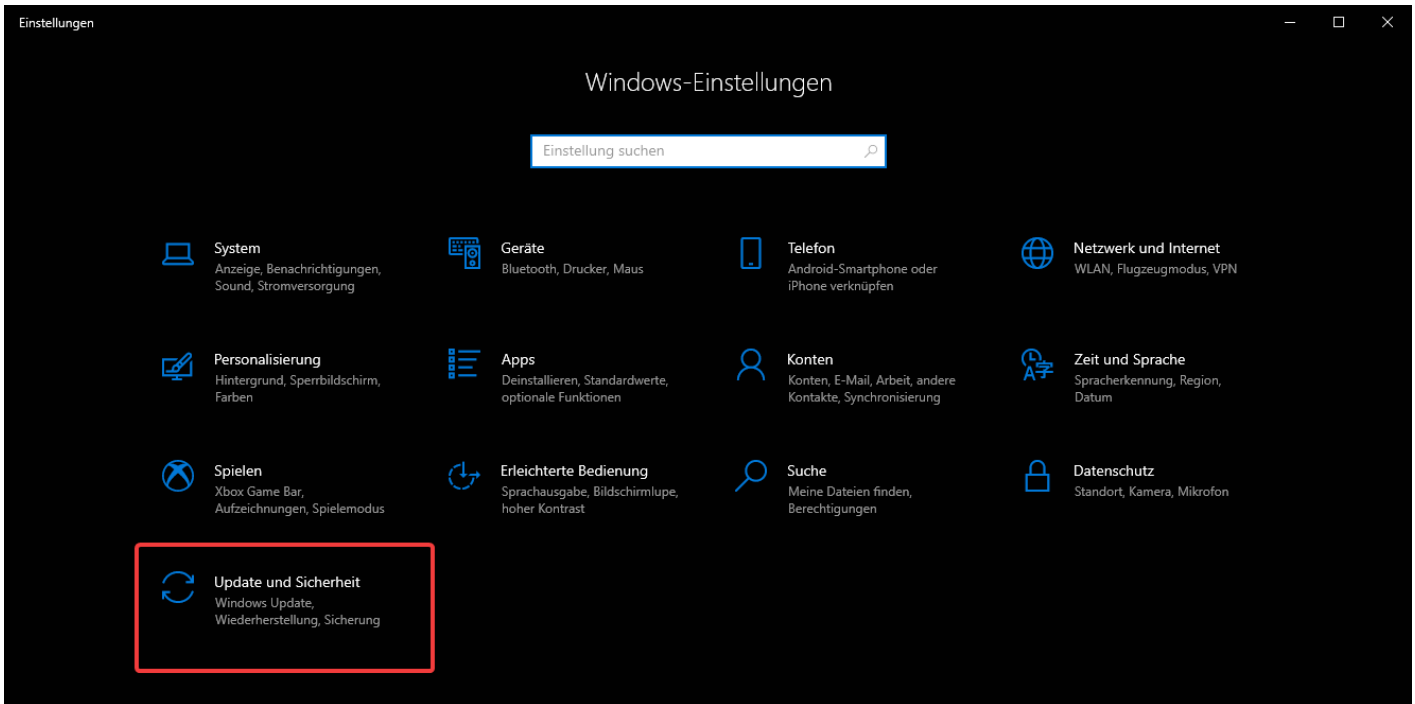 Einstellungen
Windows-Einstellungen
Einstellung suchen
System
Anzeige, Benachrichtigungen,
Sound, Stromversorgung
Geräte
Bluetooth, Drucker, Maus
Telefon
Android-Smartphone oder
iPhone verknüpfen
Netzwerk und Internet
WLAN, Flugzeugmodus, VPN
Personalisierung
Hintergrund, Sperrbildschirm,
Farben
Apps
Deinstallieren, Standardwerte,
optionale Funktionen
Konten
Konten, E-Mail, Arbeit, andere
Kontakte, Synchronisierung
Zeit und Sprache
Spracherkennung, Region,
Datum
Spielen
Xbox Game Bar,
Aufzeichnungen, Spielemodus
Erleichterte Bedienung
Sprachausgabe, Bildschirmlupe,
hoher Kontrast
Suche
Meine Dateien finden,
Berechtigungen
Datenschutz
Standort, Kamera, Mikrofon
Update und Sicherheit
Windows Update,
Wiederherstellung, Sicherung